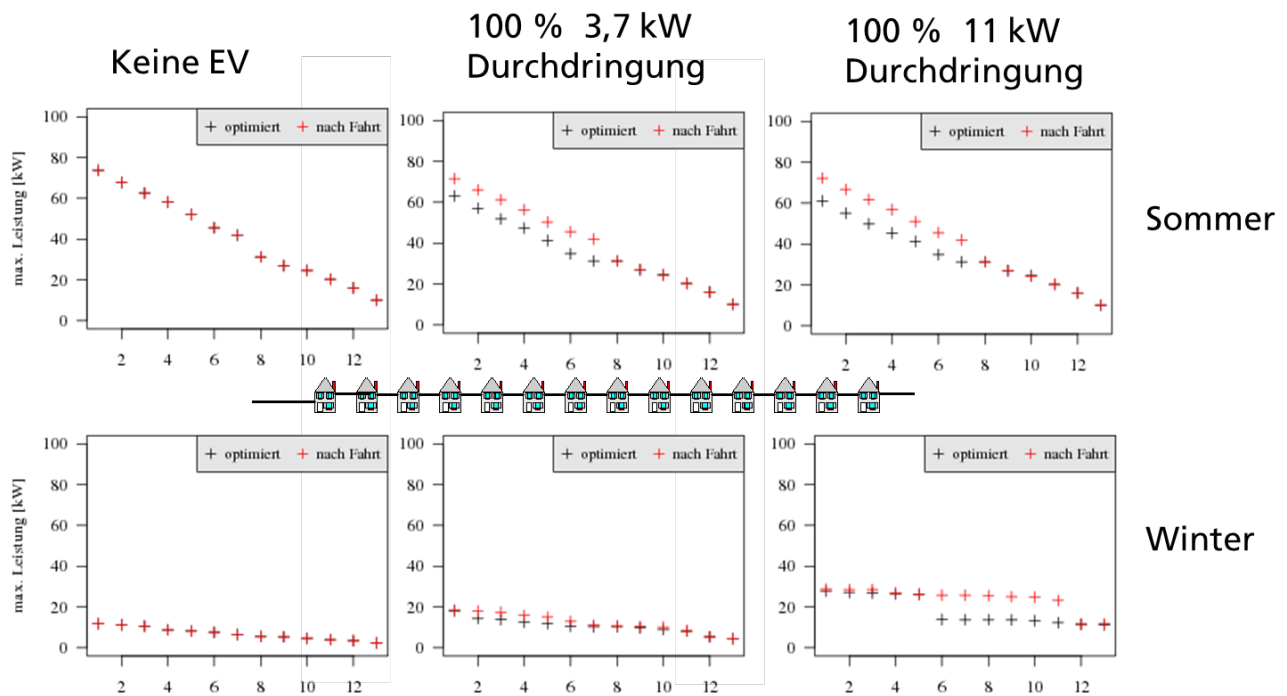 Keine EV
100 % 3,7 kW
Durchdringung
100 % 11 kW
Durchdringung
max. Leistung [kW]
100
80
60
40
20
0
optimiert
nach Fahrt
2 4 6 8 10 12
100
80
60
40
20
0
optimiert
nach Fahrt
2 4 6 8 10 12
100
80
60
40
20
0
optimiert
nach Fahrt
2 4 6 8 10 12
Sommer
max. Leistung [kW]
100
80
60
40
20
0
optimiert
nach Fahrt
2 4 6 8 10 12
100
80
60
40
20
0
optimiert
nach Fahrt
2 4 6 8 10 12
100
80
60
40
20
0
optimiert
nach Fahrt
2 4 6 8 10 12
Winter